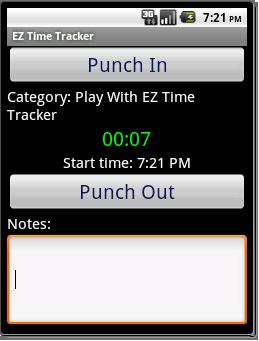 3G
7:21 PM
EZ Time Tracker
Punch In
Category: Play With EZ Time
Tracker
00:07
Start time: 7:21 PM
Punch Out
Notes: